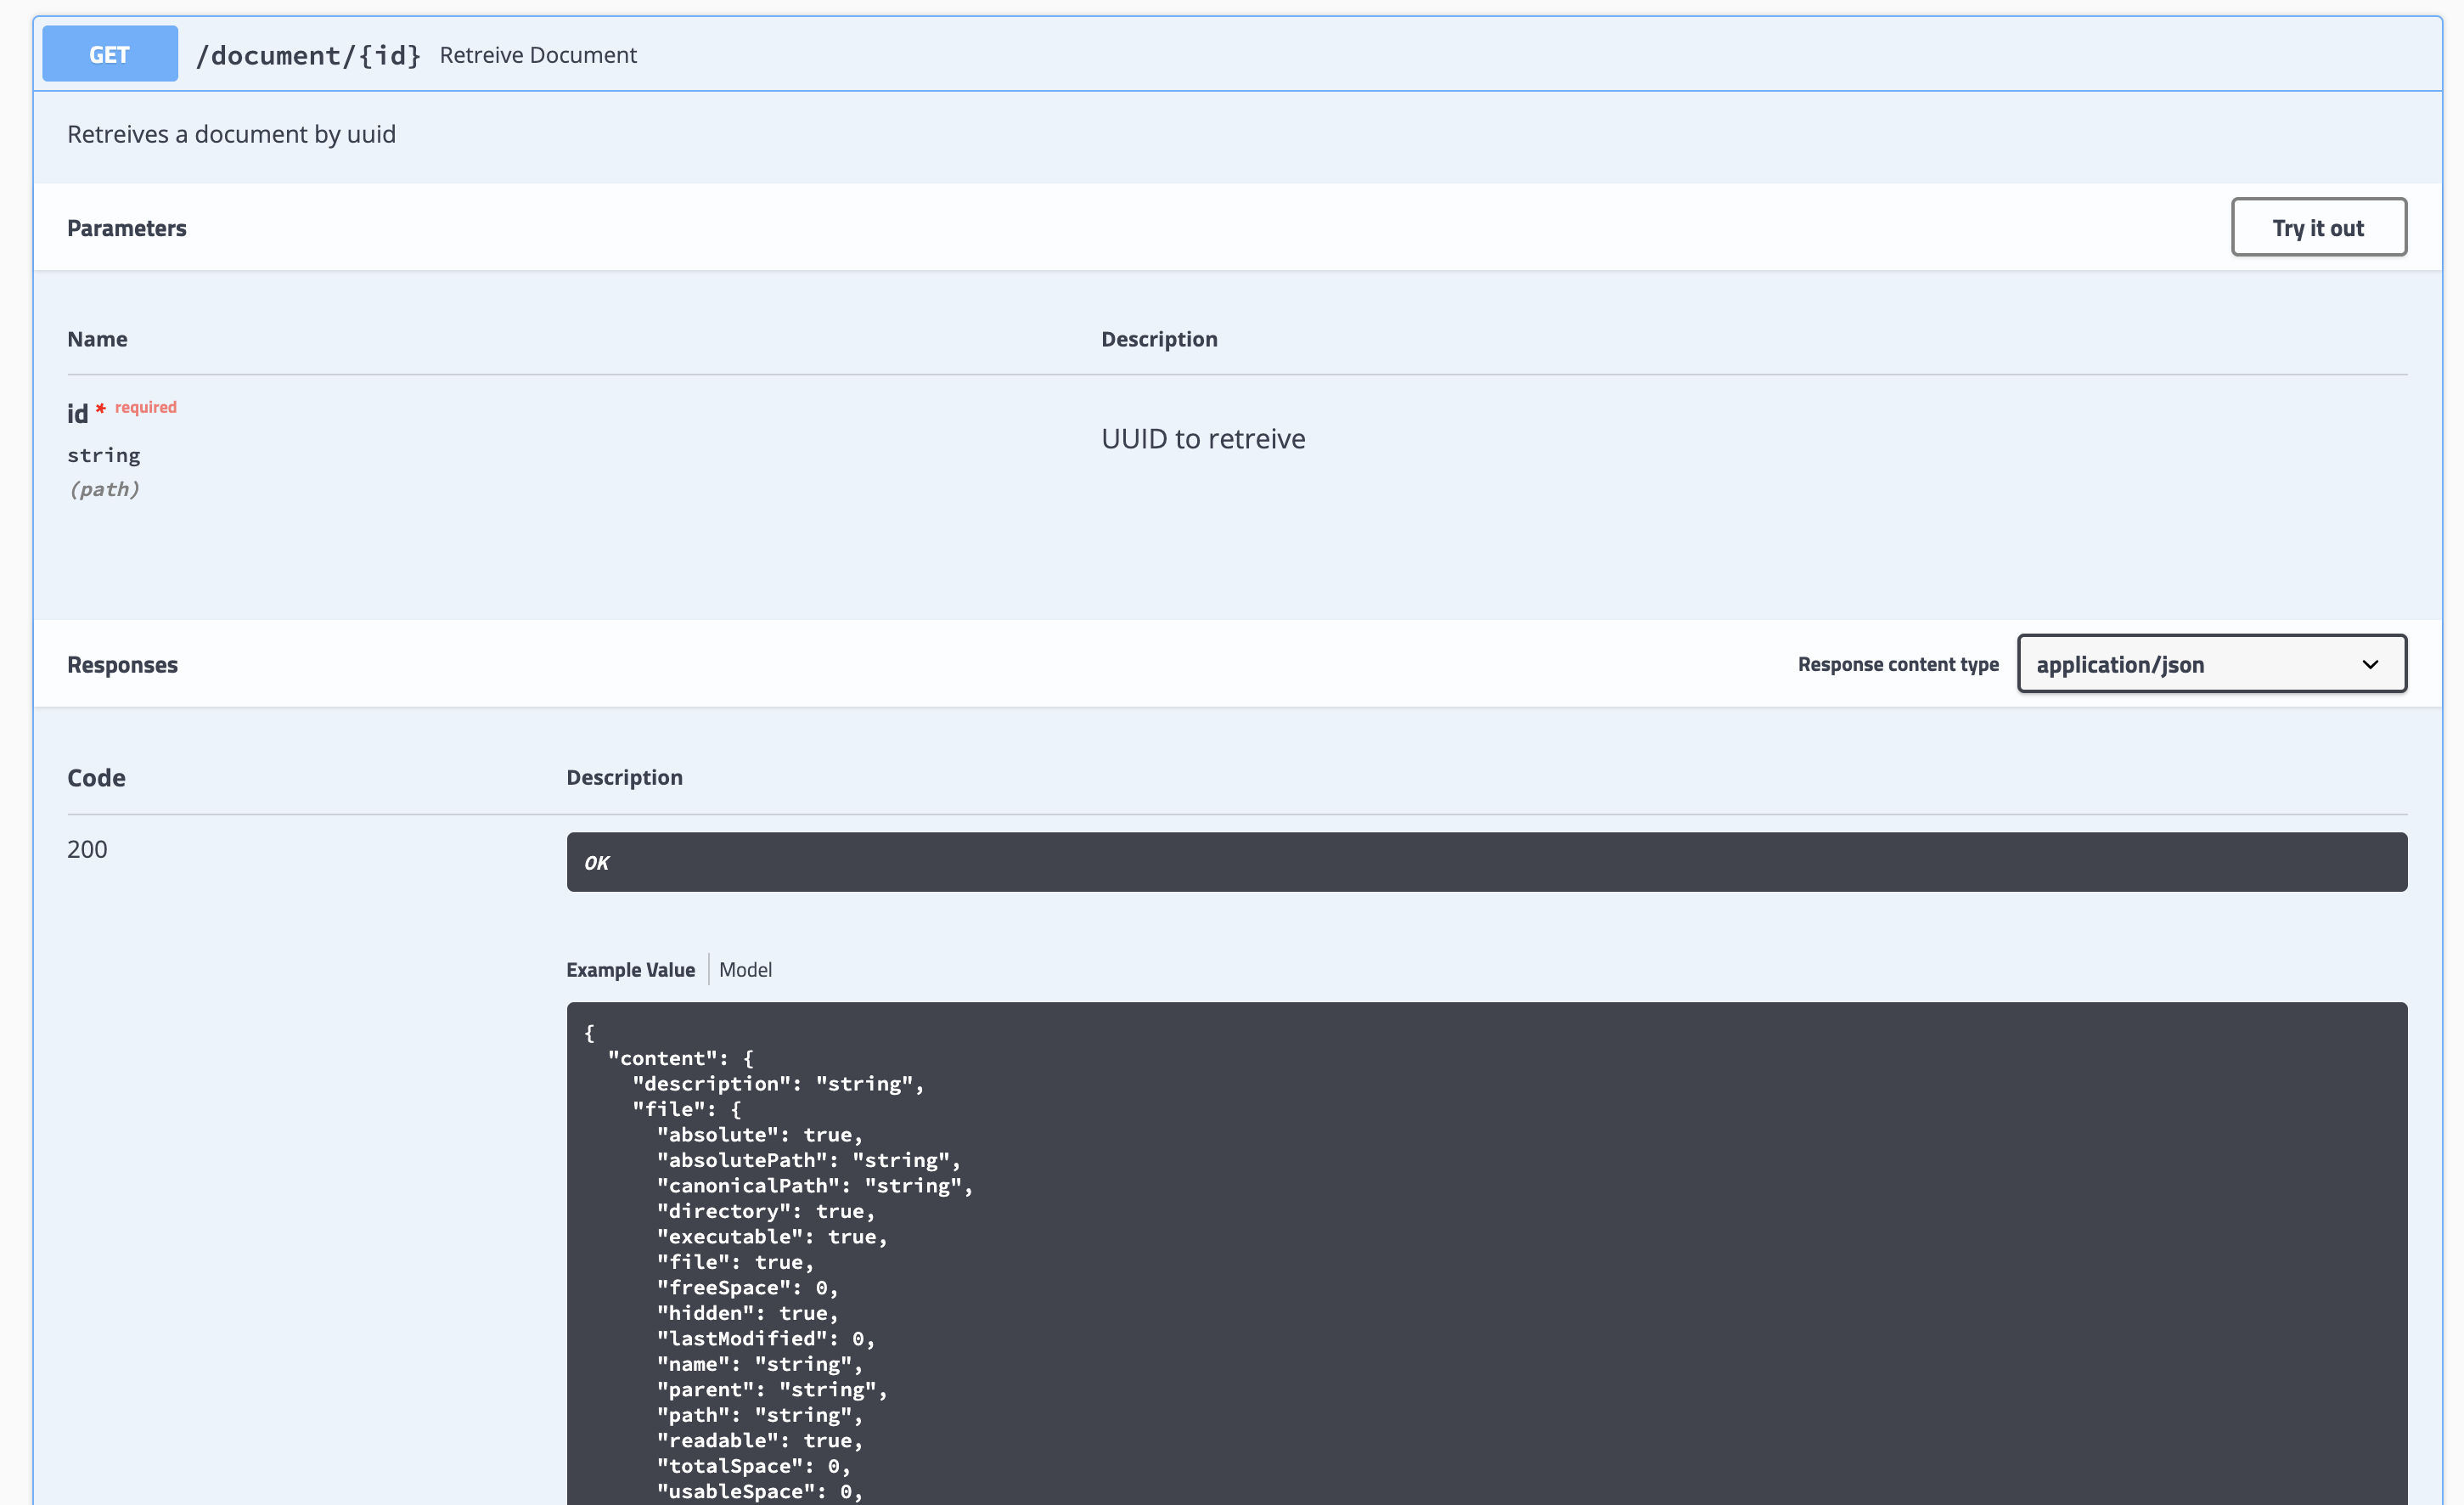 GET /document/{id} Retreive Document
Retreives a document by uuid
Parameters Try it out
Name Description
id * required
string
(path)
UUID to retreive
Responses Response content type application/json
Code Description
200
OK
Example Value Model
{
  "content": {
    "description": "string",
    "file": {
      "absolute": true,
      "absolutePath": "string",
      "canonicalPath": "string",
      "directory": true,
      "executable": true,
      "file": true,
      "freeSpace": 0,
      "hidden": true,
      "lastModified": 0,
      "name": "string",
      "parent": "string",
      "path": "string",
      "readable": true,
      "totalSpace": 0,
      "usableSpace": 0,